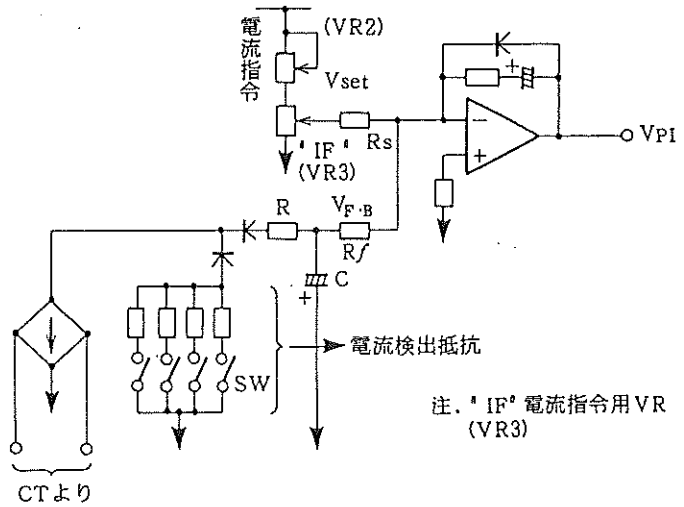 電流指令
(VR2)
Vset
Rs
"IF"
(VR3)
VPI
−
+
+
R
VF·B
Rf
C
+
SW
電流検出抵抗
CTより
注. "IF" 電流指令用VR
(VR3)